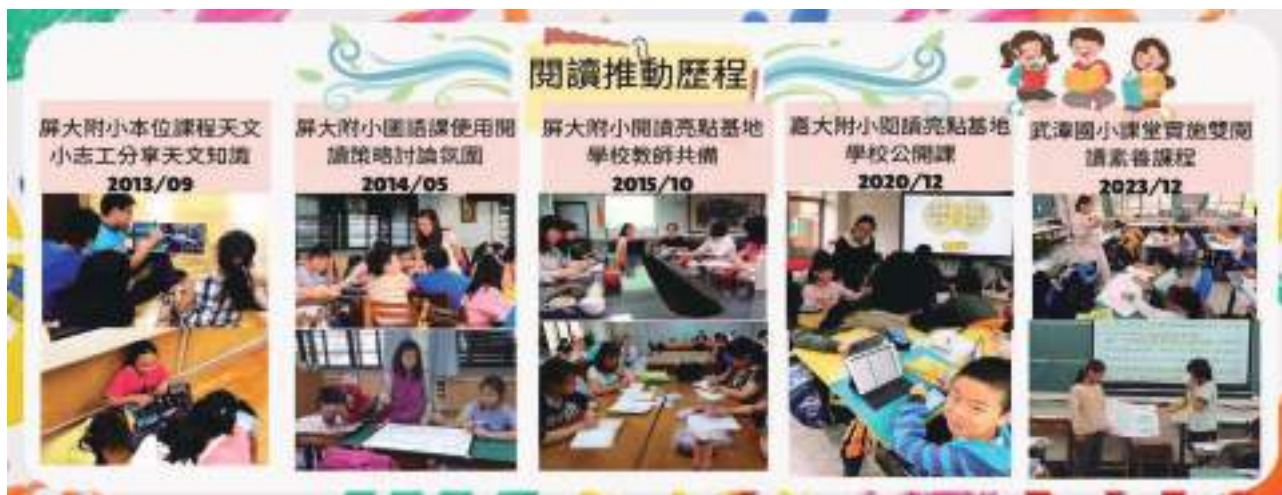 閱讀推動歷程
屏大附小本位課程天文
小志工分享天文知識
2013/09
屏大附小國語課使用閱
讀策略討論氛圍
2014/05
屏大附小閱讀亮點基地
學校教師共備
2015/10
嘉大附小閱讀亮點基地
學校公開課
2020/12
武潭國小課堂實施雙閱
讀素養課程
2023/12